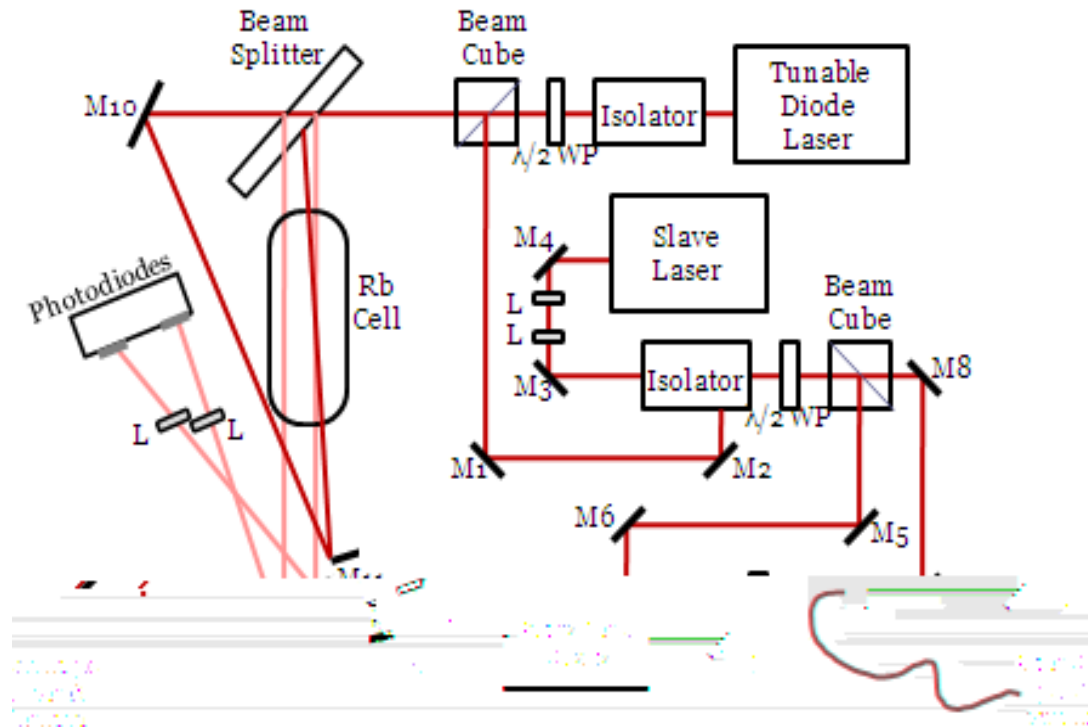 Beam
Splitter
Beam
Cube
Tunable
Diode
Laser
Isolator
M10
λ/2 WP
M4
Slave
Laser
Photodiodes
Rb
Cell
L
L
Beam
Cube
M3
Isolator
M8
λ/2 WP
L
L
M1
M2
M6
M5